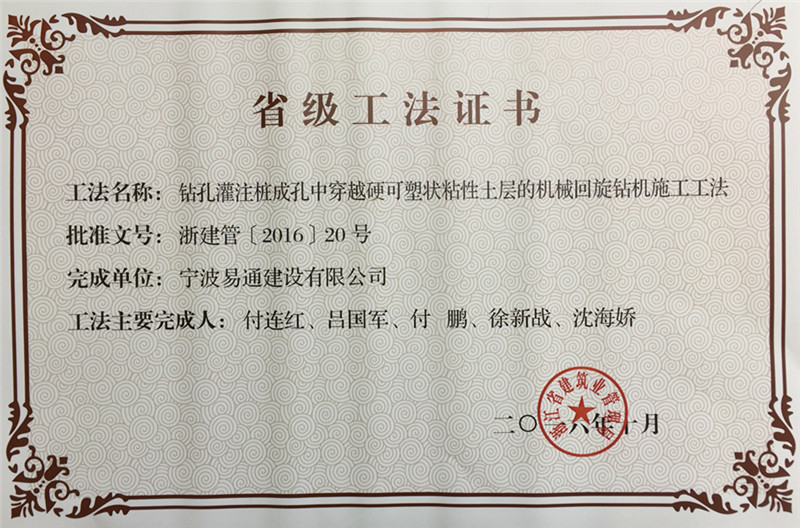 省级工法证书
工法名称：钻孔灌注桩成孔中穿越硬可塑状粘性土层的机械回旋钻机施工工法
批准文号：浙建管〔2016〕20号
完成单位：宁波易通建设有限公司
工法主要完成人：付连红、吕国军、付 鹏、徐新战、沈海娇
浙江省建筑业管理局
二〇一六年十月